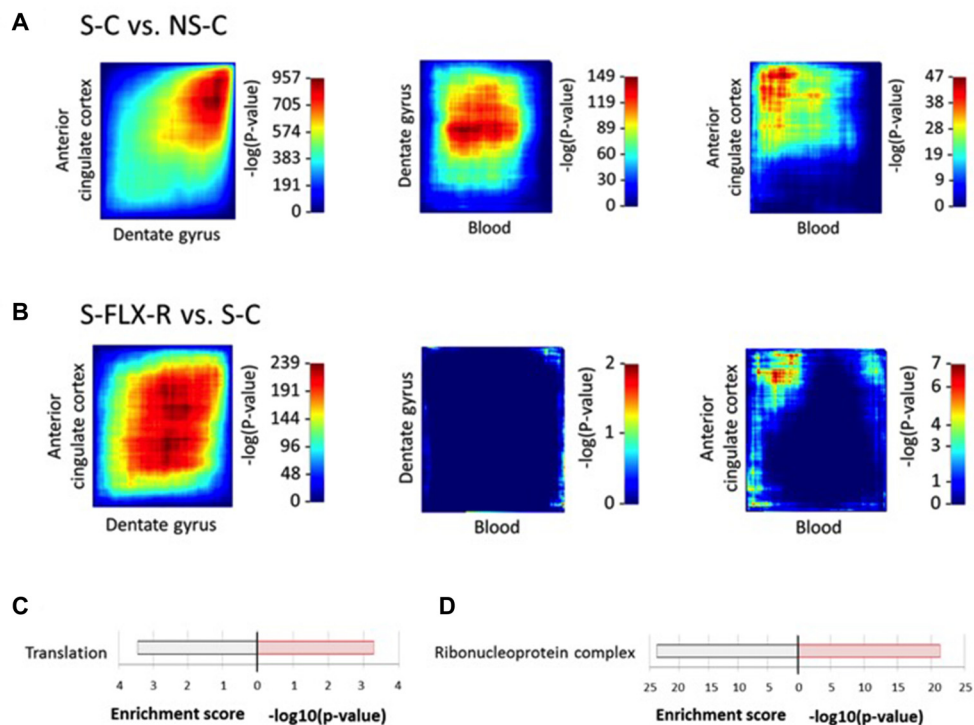 A
S-C vs. NS-C
Anterior
cingulate cortex
Dentate gyrus
957
705
574
383
191
0
-log(P-value)
Dentate gyrus
Blood
149
119
89
60
30
0
-log(P-value)
Anterior
cingulate cortex
Blood
47
38
28
19
9
0
-log(P-value)
B
S-FLX-R vs. S-C
Anterior
cingulate cortex
Dentate gyrus
239
191
144
96
48
0
-log(P-value)
Dentate gyrus
Blood
2
1
0
-log(P-value)
Anterior
cingulate cortex
Blood
7
6
4
3
1
0
-log(P-value)
C
Translation
4 3 2 1 0 1 2 3 4
Enrichment score -log10(p-value)
D
Ribonucleoprotein complex
25 20 15 10 5 0 5 10 15 20 25
Enrichment score -log10(p-value)